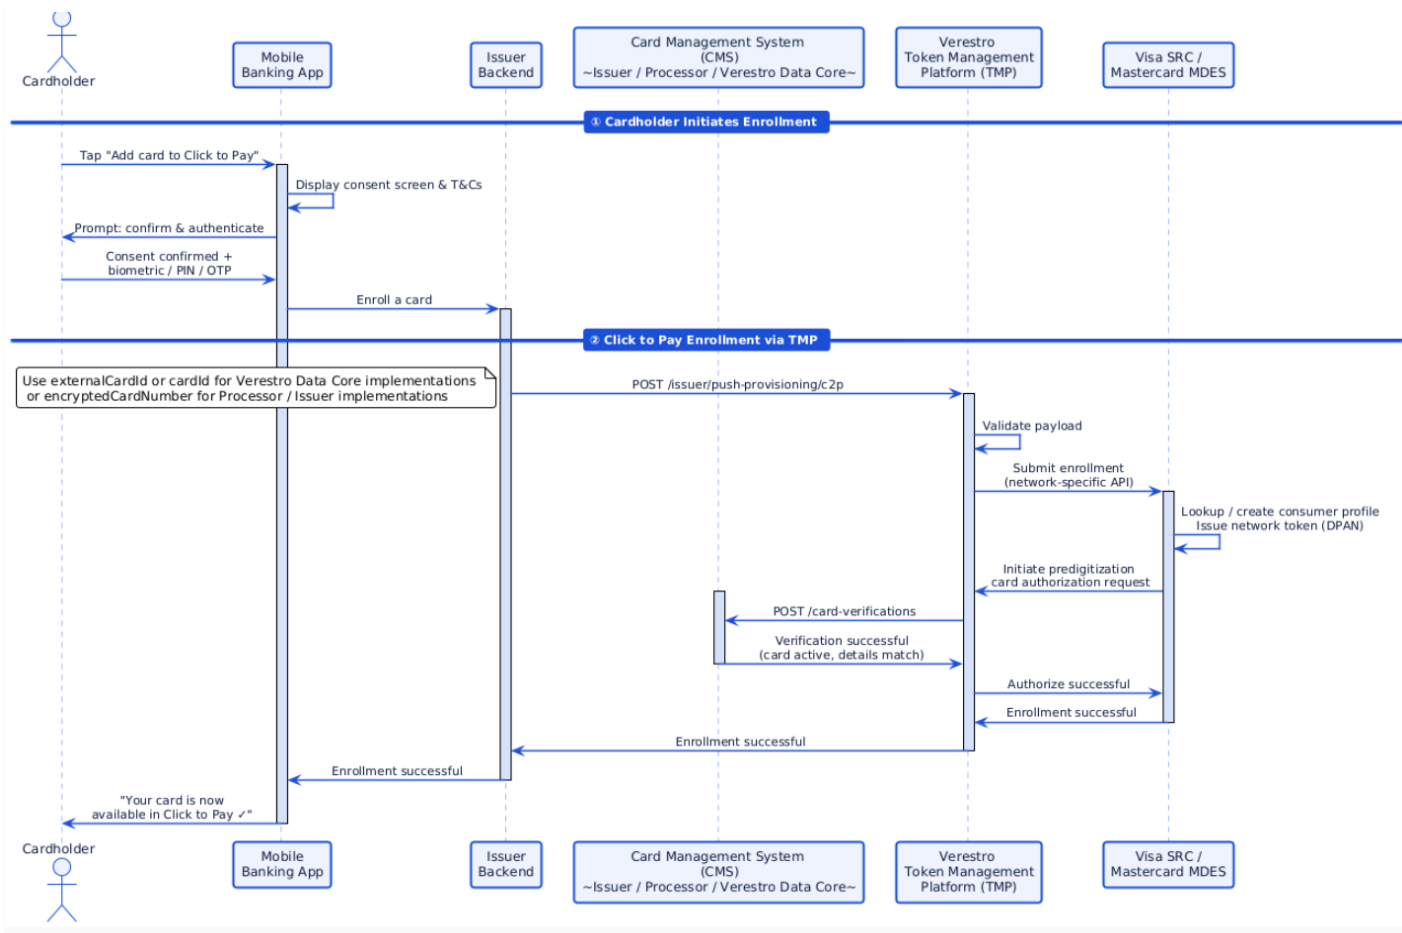 Cardholder
Mobile
Banking App
Issuer
Backend
Card Management System
(CMS)
~Issuer / Processor / Verestro Data Core~
Verestro
Token Management
Platform (TMP)
Visa SRC /
Mastercard MDES
① Cardholder Initiates Enrollment
Tap "Add card to Click to Pay"
Display consent screen & T&Cs
Prompt: confirm & authenticate
Consent confirmed +
biometric / PIN / OTP
Enroll a card
② Click to Pay Enrollment via TMP
Use externalCardId or cardId for Verestro Data Core implementations
or encryptedCardNumber for Processor / Issuer implementations
POST /issuer/push-provisioning/c2p
Validate payload
Submit enrollment
(network-specific API)
Lookup / create consumer profile
Issue network token (DPAN)
Initiate predigitization
card authorization request
POST /card-verifications
Verification successful
(card active, details match)
Authorize successful
Enrollment successful
Enrollment successful
Enrollment successful
"Your card is now
available in Click to Pay ✓"
Cardholder
Mobile
Banking App
Issuer
Backend
Card Management System
(CMS)
~Issuer / Processor / Verestro Data Core~
Verestro
Token Management
Platform (TMP)
Visa SRC /
Mastercard MDES